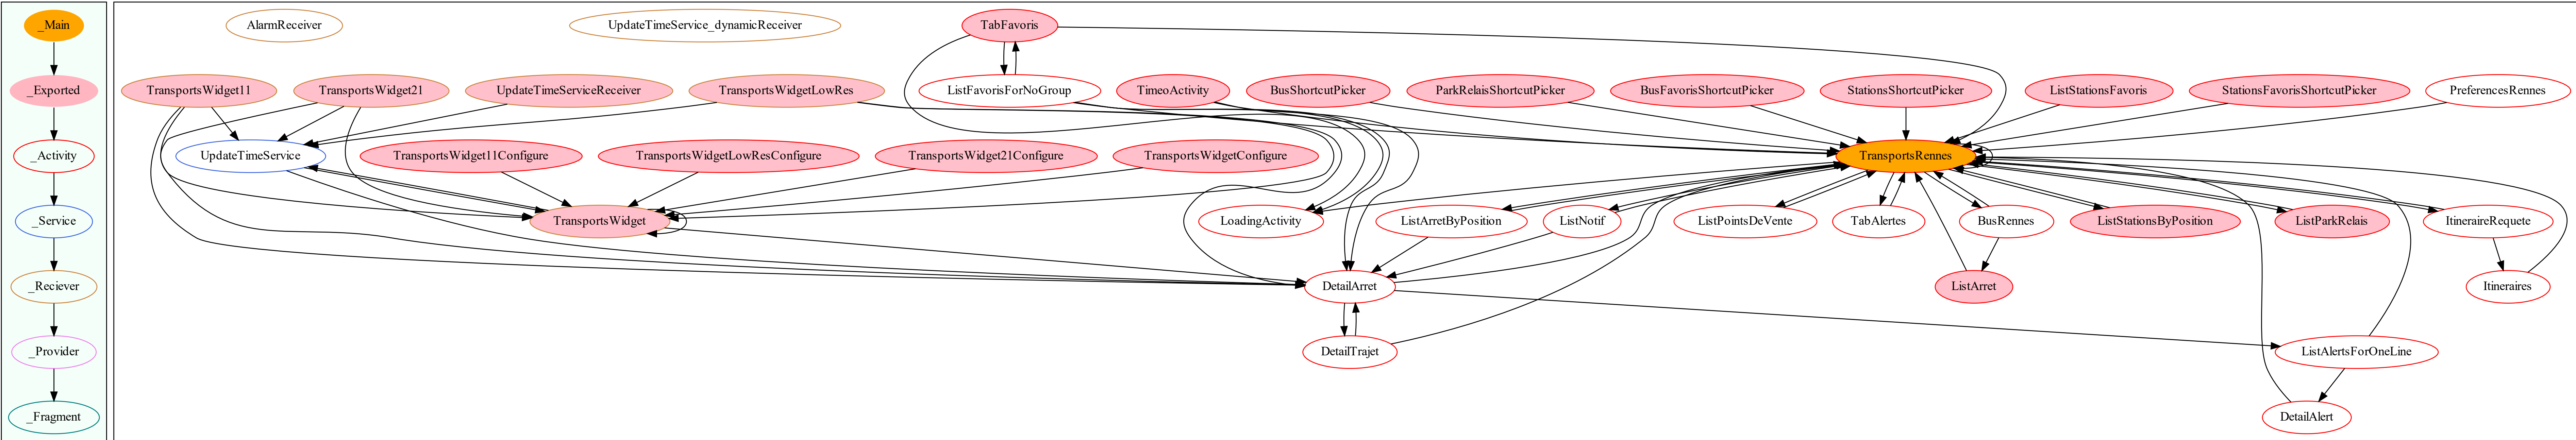 _Main
_Exported
_Activity
_Service
_Reciever
_Provider
_Fragment
AlarmReceiver
UpdateTimeService_dynamicReceiver
TabFavoris
TransportsWidget11
TransportsWidget21
UpdateTimeServiceReceiver
TransportsWidgetLowRes
ListFavorisForNoGroup
TimeoActivity
BusShortcutPicker
ParkRelaisShortcutPicker
BusFavorisShortcutPicker
StationsShortcutPicker
ListStationsFavoris
StationsFavorisShortcutPicker
PreferencesRennes
UpdateTimeService
TransportsWidget11Configure
TransportsWidgetLowResConfigure
TransportsWidget21Configure
TransportsWidgetConfigure
TransportsRennes
TransportsWidget
LoadingActivity
ListArretByPosition
ListNotif
ListPointsDeVente
TabAlertes
BusRennes
ListStationsByPosition
ListParkRelais
ItineraireRequete
DetailArret
ListArret
Itineraires
DetailTrajet
ListAlertsForOneLine
DetailAlert